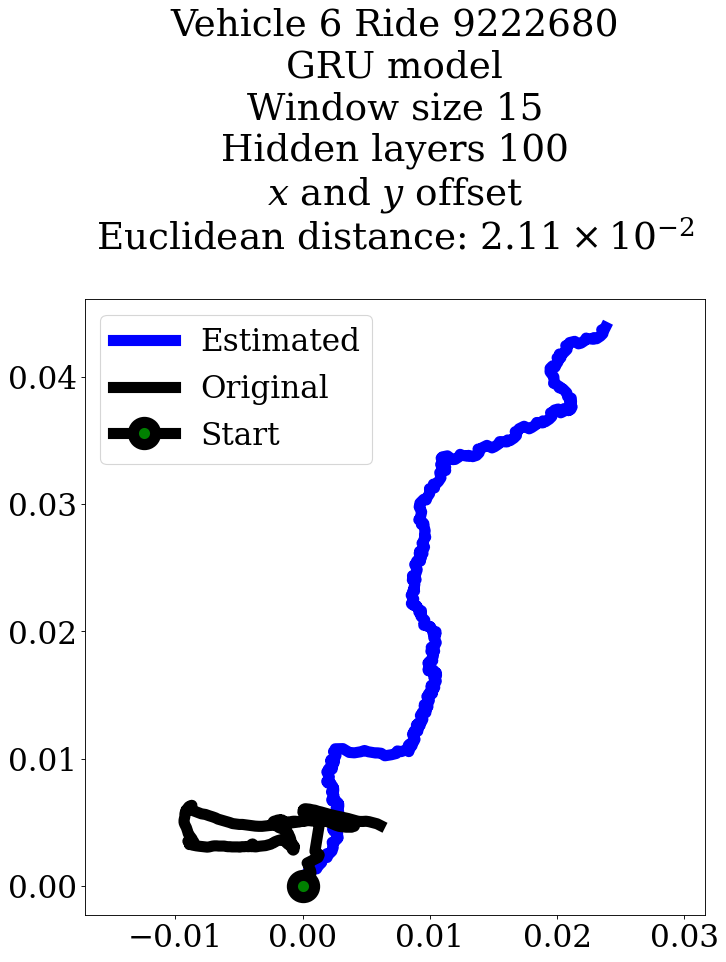 Vehicle 6 Ride 9222680
GRU model
Window size 15
Hidden layers 100
x and y offset
Euclidean distance: 2.11 × 10⁻²
Estimated
Original
Start
0.04
0.03
0.02
0.01
0.00
−0.01 0.00 0.01 0.02 0.03